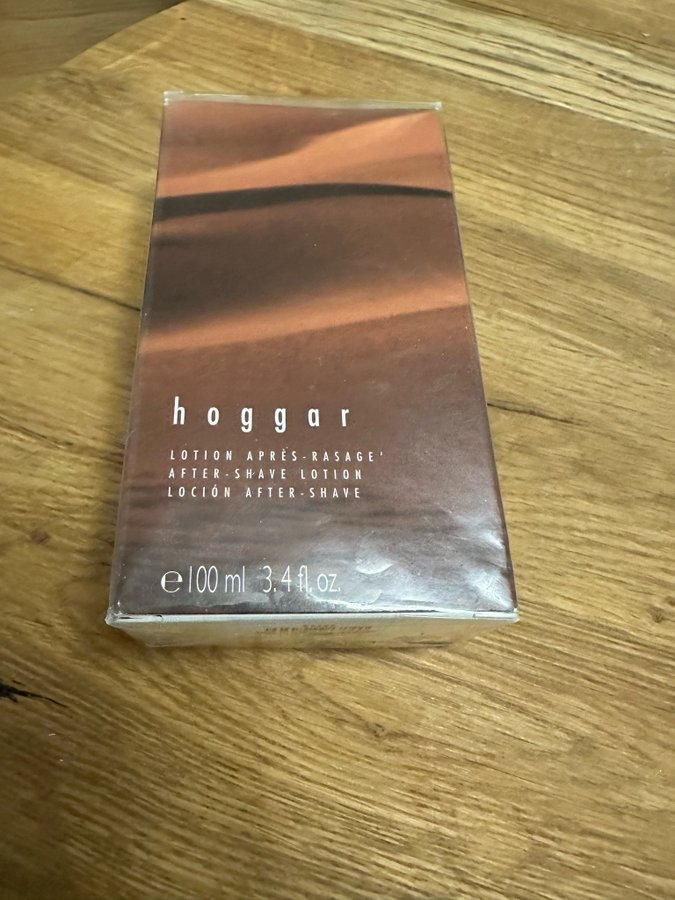 hoggar
LOTION APRÈS-RASAGE'
AFTER-SHAVE LOTION
LOCIÓN AFTER-SHAVE
℮ 100 ml 3.4 fl. oz.